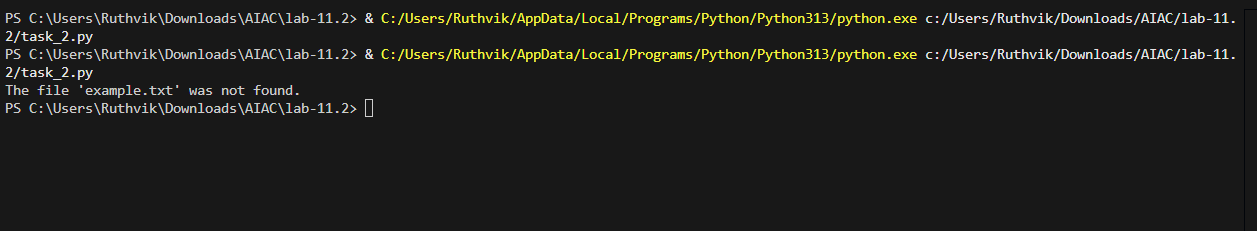 PS C:\Users\Ruthvik\Downloads\AIAC\lab-11.2> & C:/Users/Ruthvik/AppData/Local/Programs/Python/Python313/python.exe c:/Users/Ruthvik/Downloads/AIAC/lab-11.
2/task_2.py
PS C:\Users\Ruthvik\Downloads\AIAC\lab-11.2> & C:/Users/Ruthvik/AppData/Local/Programs/Python/Python313/python.exe c:/Users/Ruthvik/Downloads/AIAC/lab-11.
2/task_2.py
The file 'example.txt' was not found.
PS C:\Users\Ruthvik\Downloads\AIAC\lab-11.2>